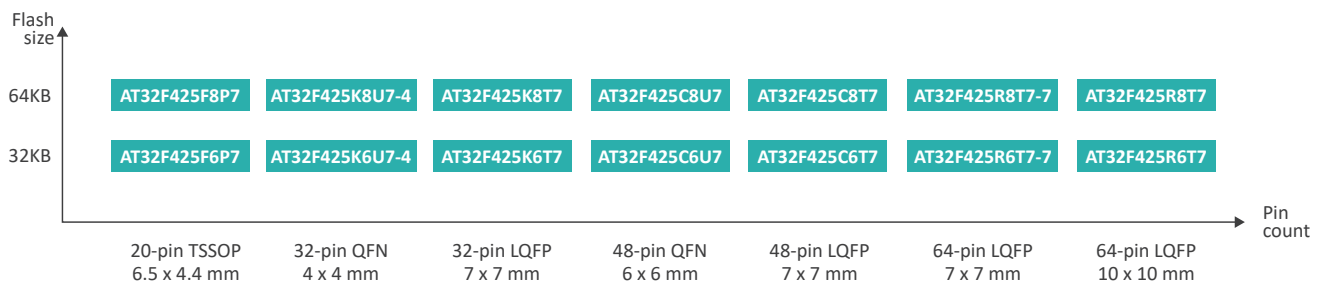 Flash
size
64KB
AT32F425F8P7
AT32F425K8U7-4
AT32F425K8T7
AT32F425C8U7
AT32F425C8T7
AT32F425R8T7-7
AT32F425R8T7
32KB
AT32F425F6P7
AT32F425K6U7-4
AT32F425K6T7
AT32F425C6U7
AT32F425C6T7
AT32F425R6T7-7
AT32F425R6T7
Pin
count
20-pin TSSOP
6.5 x 4.4 mm
32-pin QFN
4 x 4 mm
32-pin LQFP
7 x 7 mm
48-pin QFN
6 x 6 mm
48-pin LQFP
7 x 7 mm
64-pin LQFP
7 x 7 mm
64-pin LQFP
10 x 10 mm